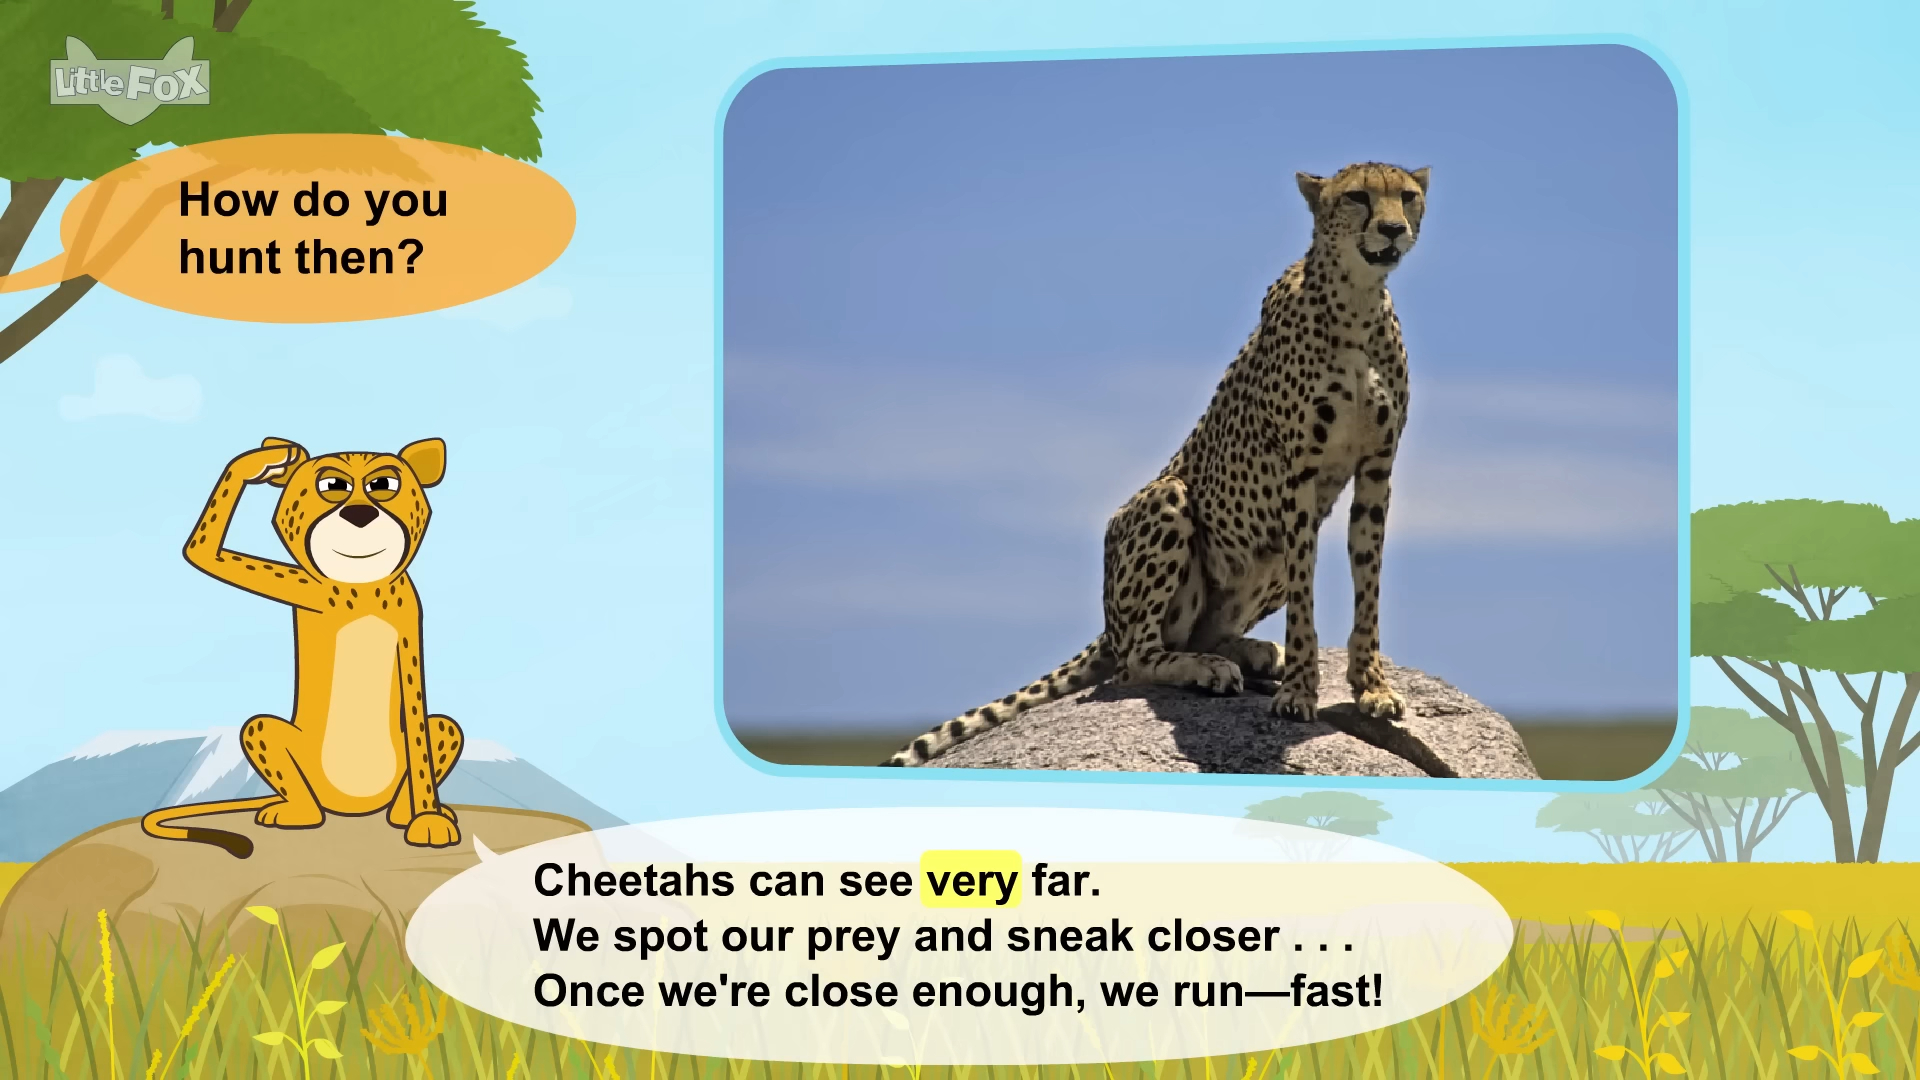 Little Fox
How do you
hunt then?
Cheetahs can see very far.
We spot our prey and sneak closer . . .
Once we're close enough, we run—fast!